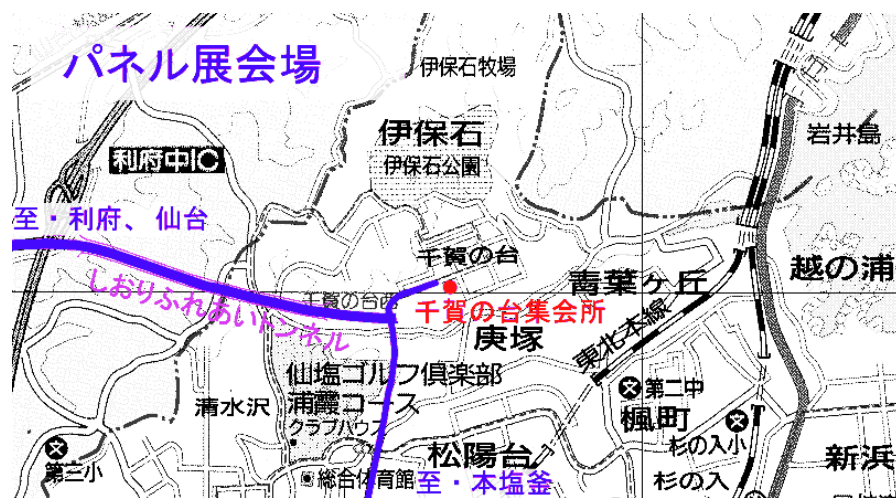 パネル展会場
伊保石牧場
伊保石
伊保石公園
岩井島
利府中IC
至・利府、仙台
千賀の台
越の浦
青葉ヶ丘
しおりふれあいトンネル
千賀の台西
千賀の台集会所
庚塚
東北本線
仙塩ゴルフ倶楽部
浦霞コース
クラブハウス
清水沢
第二中
楓町
杉の入小
松陽台
新浜
第三小
総合体育館
至・本塩釜
杉の入